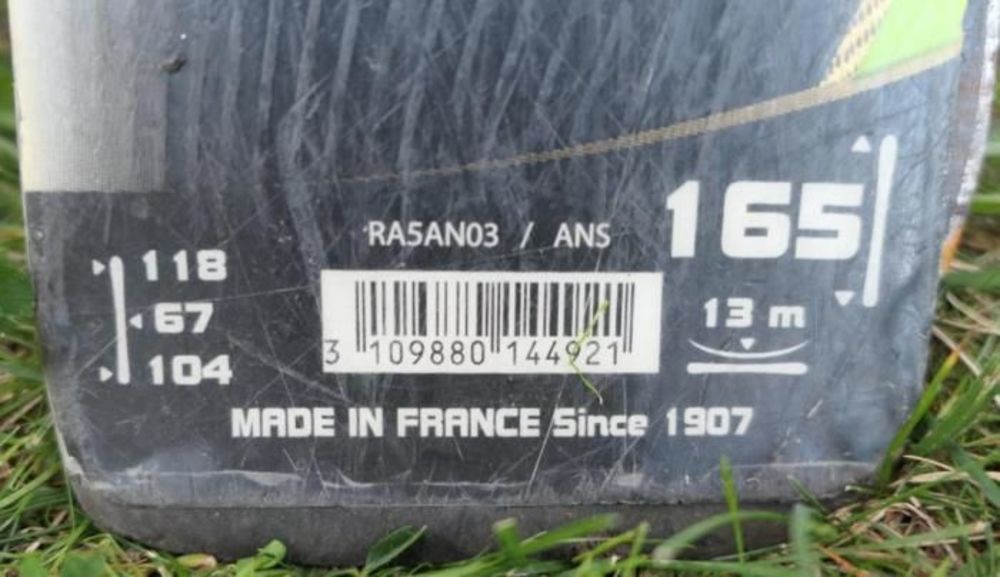 RA5AN03 / ANS
165
118
67
104
13 m
3 109880 144921
MADE IN FRANCE Since 1907